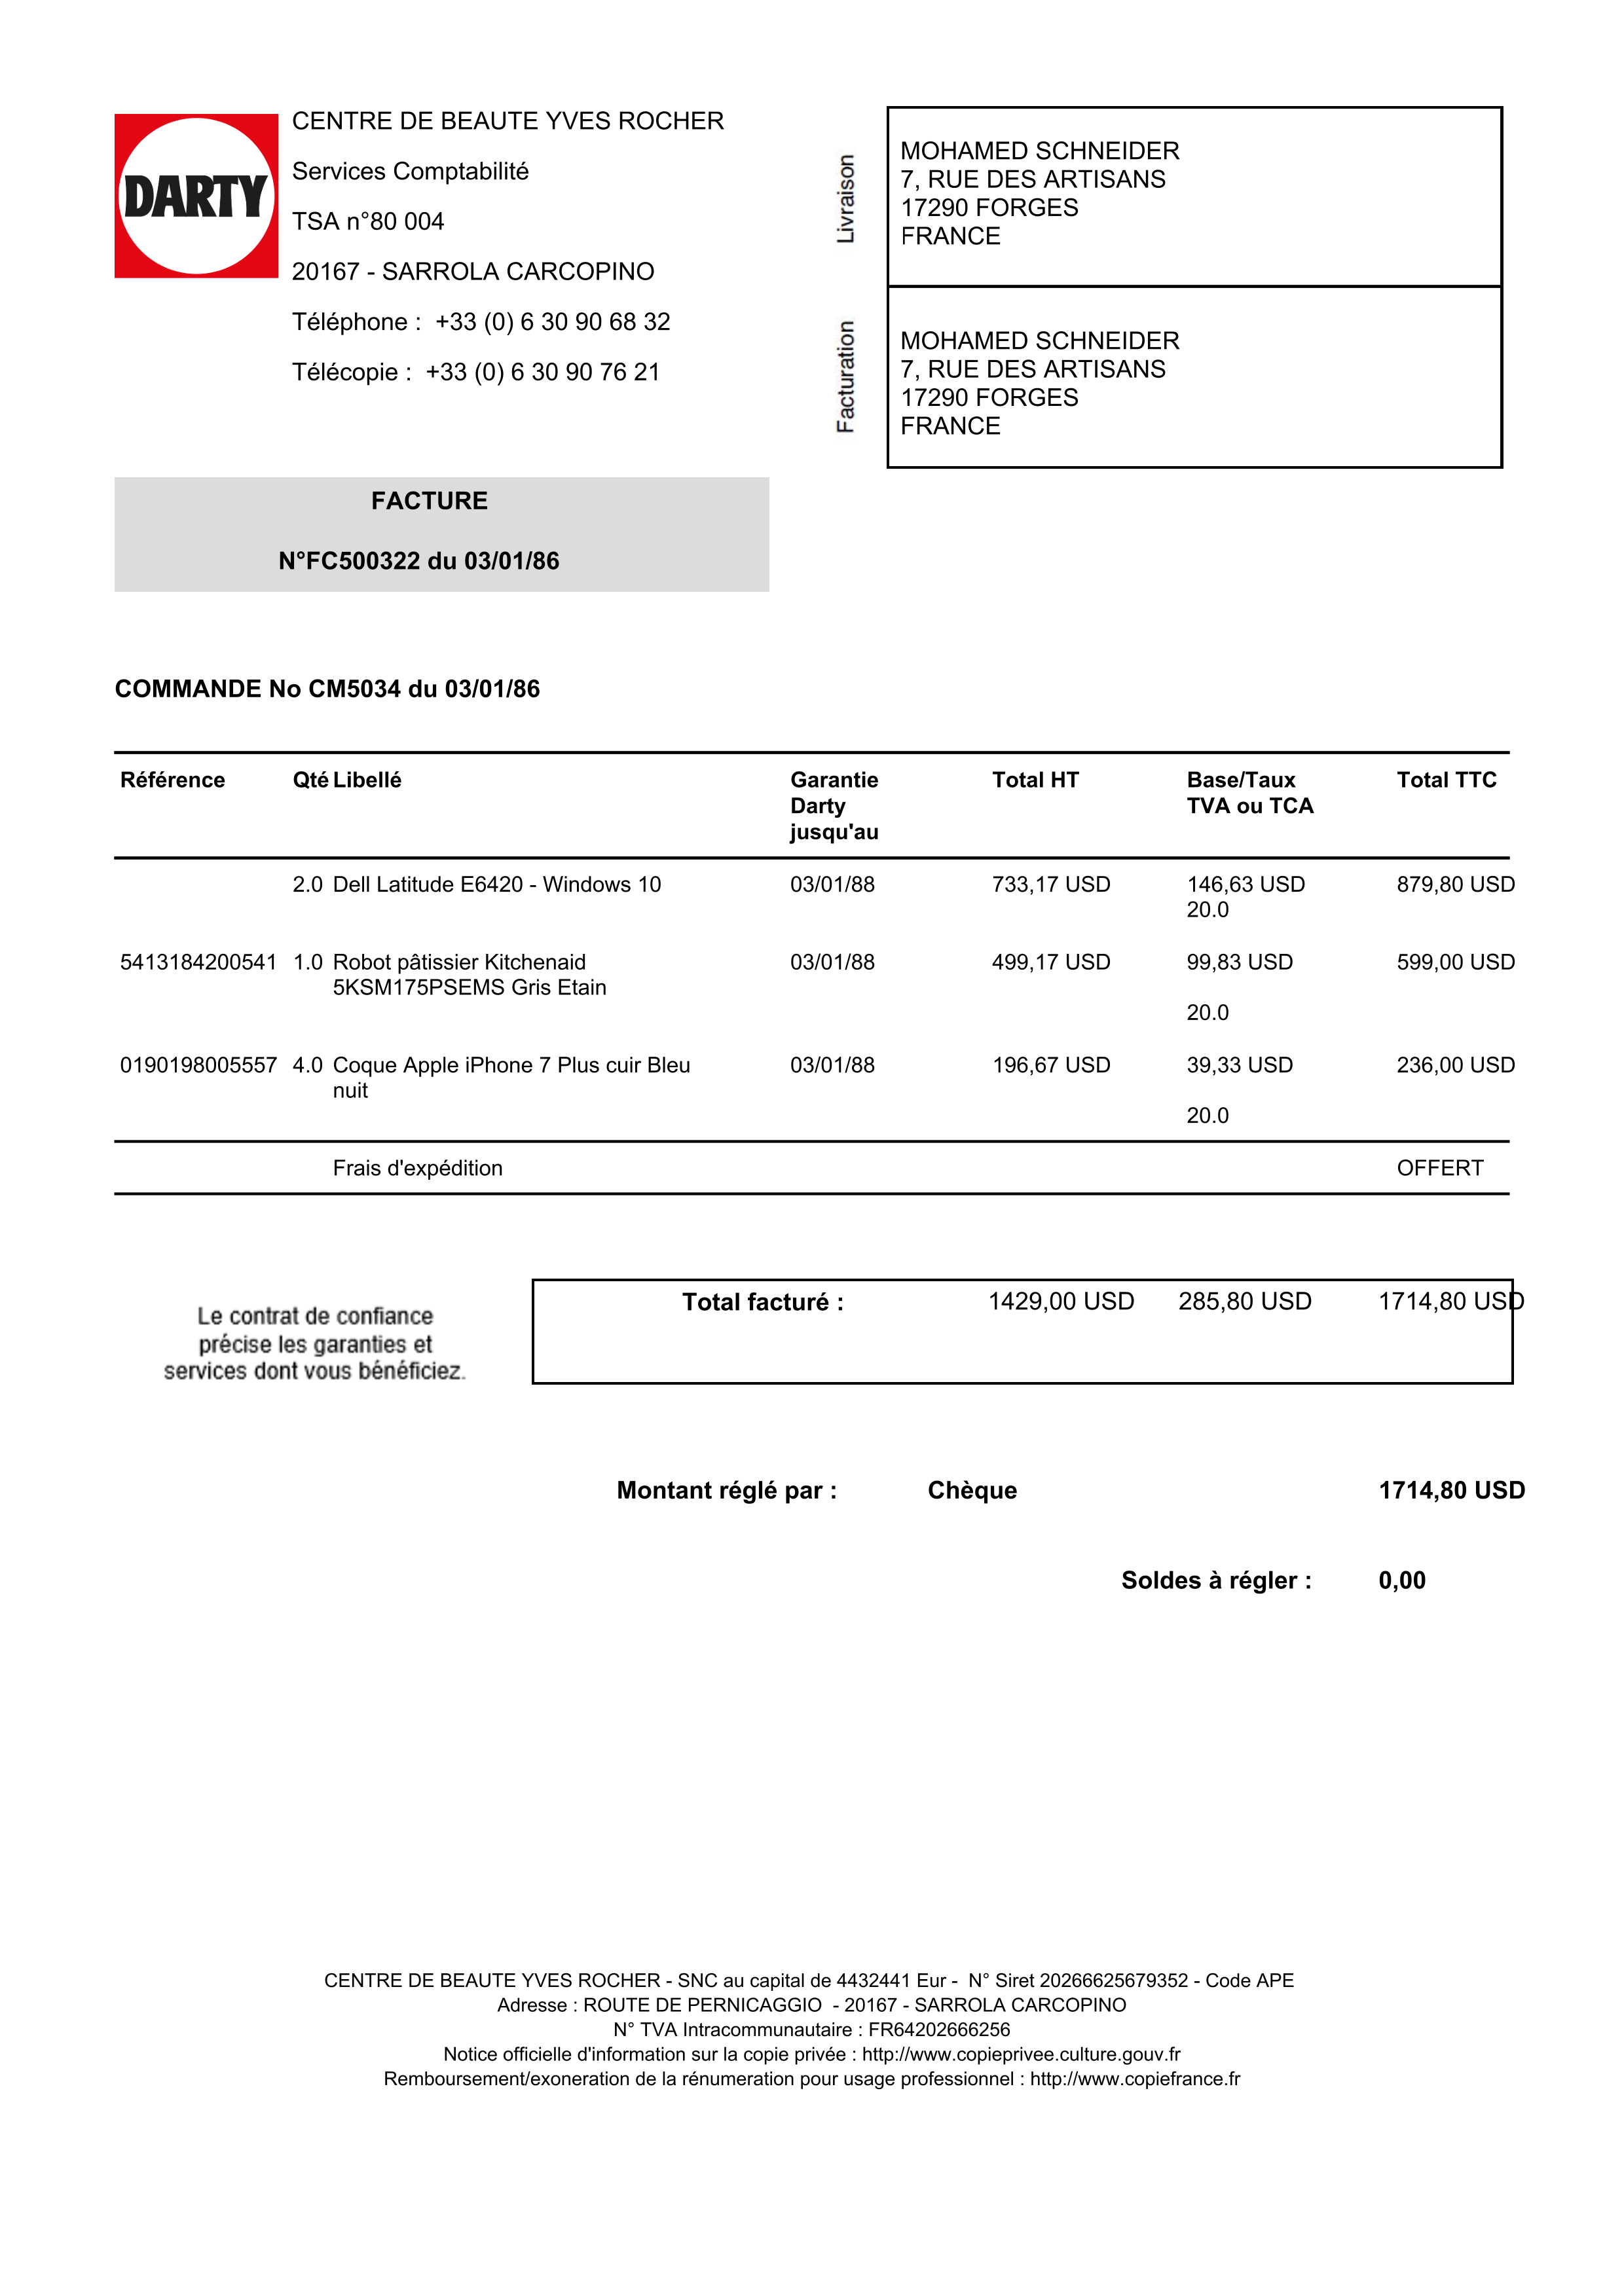 DARTY
CENTRE DE BEAUTE YVES ROCHER
Services Comptabilité
TSA n°80 004
20167 - SARROLA CARCOPINO
Téléphone : +33 (0) 6 30 90 68 32
Télécopie : +33 (0) 6 30 90 76 21
Livraison
MOHAMED SCHNEIDER
7, RUE DES ARTISANS
17290 FORGES
FRANCE
Facturation
MOHAMED SCHNEIDER
7, RUE DES ARTISANS
17290 FORGES
FRANCE
FACTURE
N°FC500322 du 03/01/86
COMMANDE No CM5034 du 03/01/86
Référence Qté Libellé Garantie Total HT Base/Taux Total TTC
Darty TVA ou TCA
jusqu'au
2.0 Dell Latitude E6420 - Windows 10 03/01/88 733,17 USD 146,63 USD 879,80 USD
20.0
5413184200541 1.0 Robot pâtissier Kitchenaid 03/01/88 499,17 USD 99,83 USD 599,00 USD
5KSM175PSEMS Gris Etain
20.0
0190198005557 4.0 Coque Apple iPhone 7 Plus cuir Bleu 03/01/88 196,67 USD 39,33 USD 236,00 USD
nuit
20.0
Frais d'expédition OFFERT
Total facturé : 1429,00 USD 285,80 USD 1714,80 USD
Le contrat de confiance
précise les garanties et
services dont vous bénéficiez.
Montant réglé par : Chèque 1714,80 USD
Soldes à régler : 0,00
CENTRE DE BEAUTE YVES ROCHER - SNC au capital de 4432441 Eur - N° Siret 20266625679352 - Code APE
Adresse : ROUTE DE PERNICAGGIO - 20167 - SARROLA CARCOPINO
N° TVA Intracommunautaire : FR64202666256
Notice officielle d'information sur la copie privée : http://www.copieprivee.culture.gouv.fr
Remboursement/exoneration de la rénumeration pour usage professionnel : http://www.copiefrance.fr